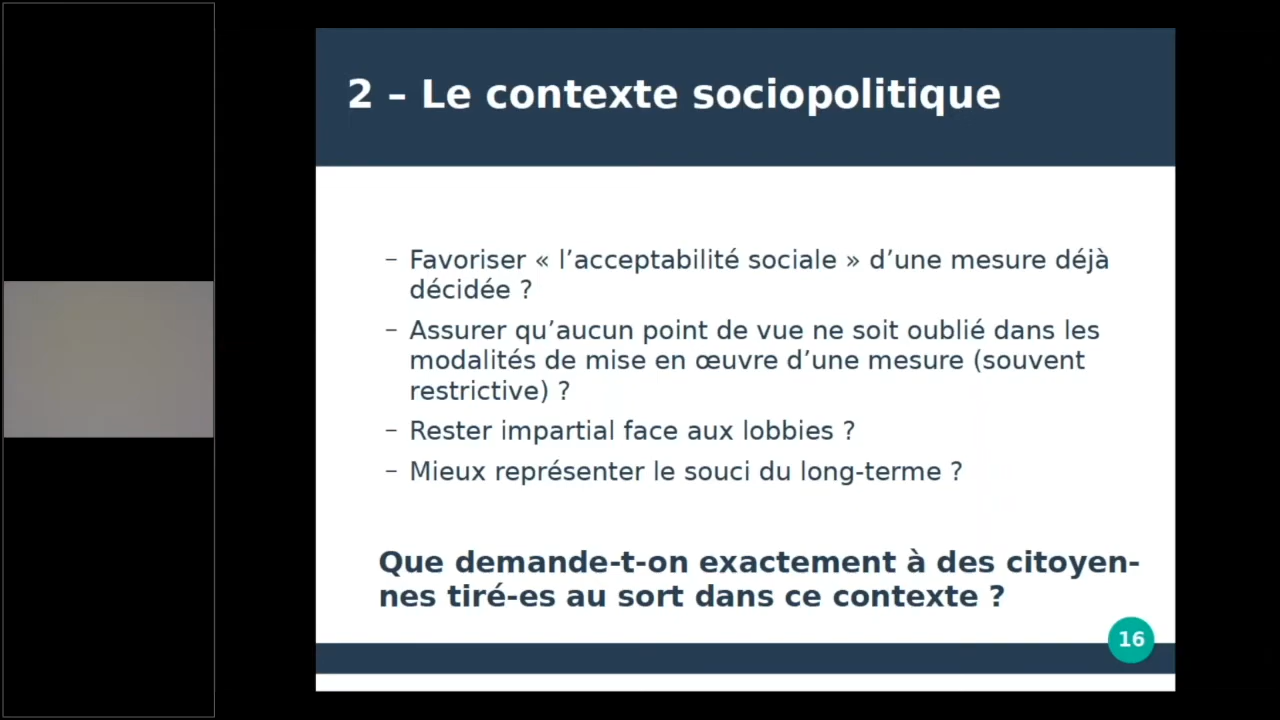 2 – Le contexte sociopolitique
– Favoriser « l’acceptabilité sociale » d’une mesure déjà
décidée ?
– Assurer qu’aucun point de vue ne soit oublié dans les
modalités de mise en œuvre d’une mesure (souvent
restrictive) ?
– Rester impartial face aux lobbies ?
– Mieux représenter le souci du long-terme ?
Que demande-t-on exactement à des citoyen-
nes tiré-es au sort dans ce contexte ?
16